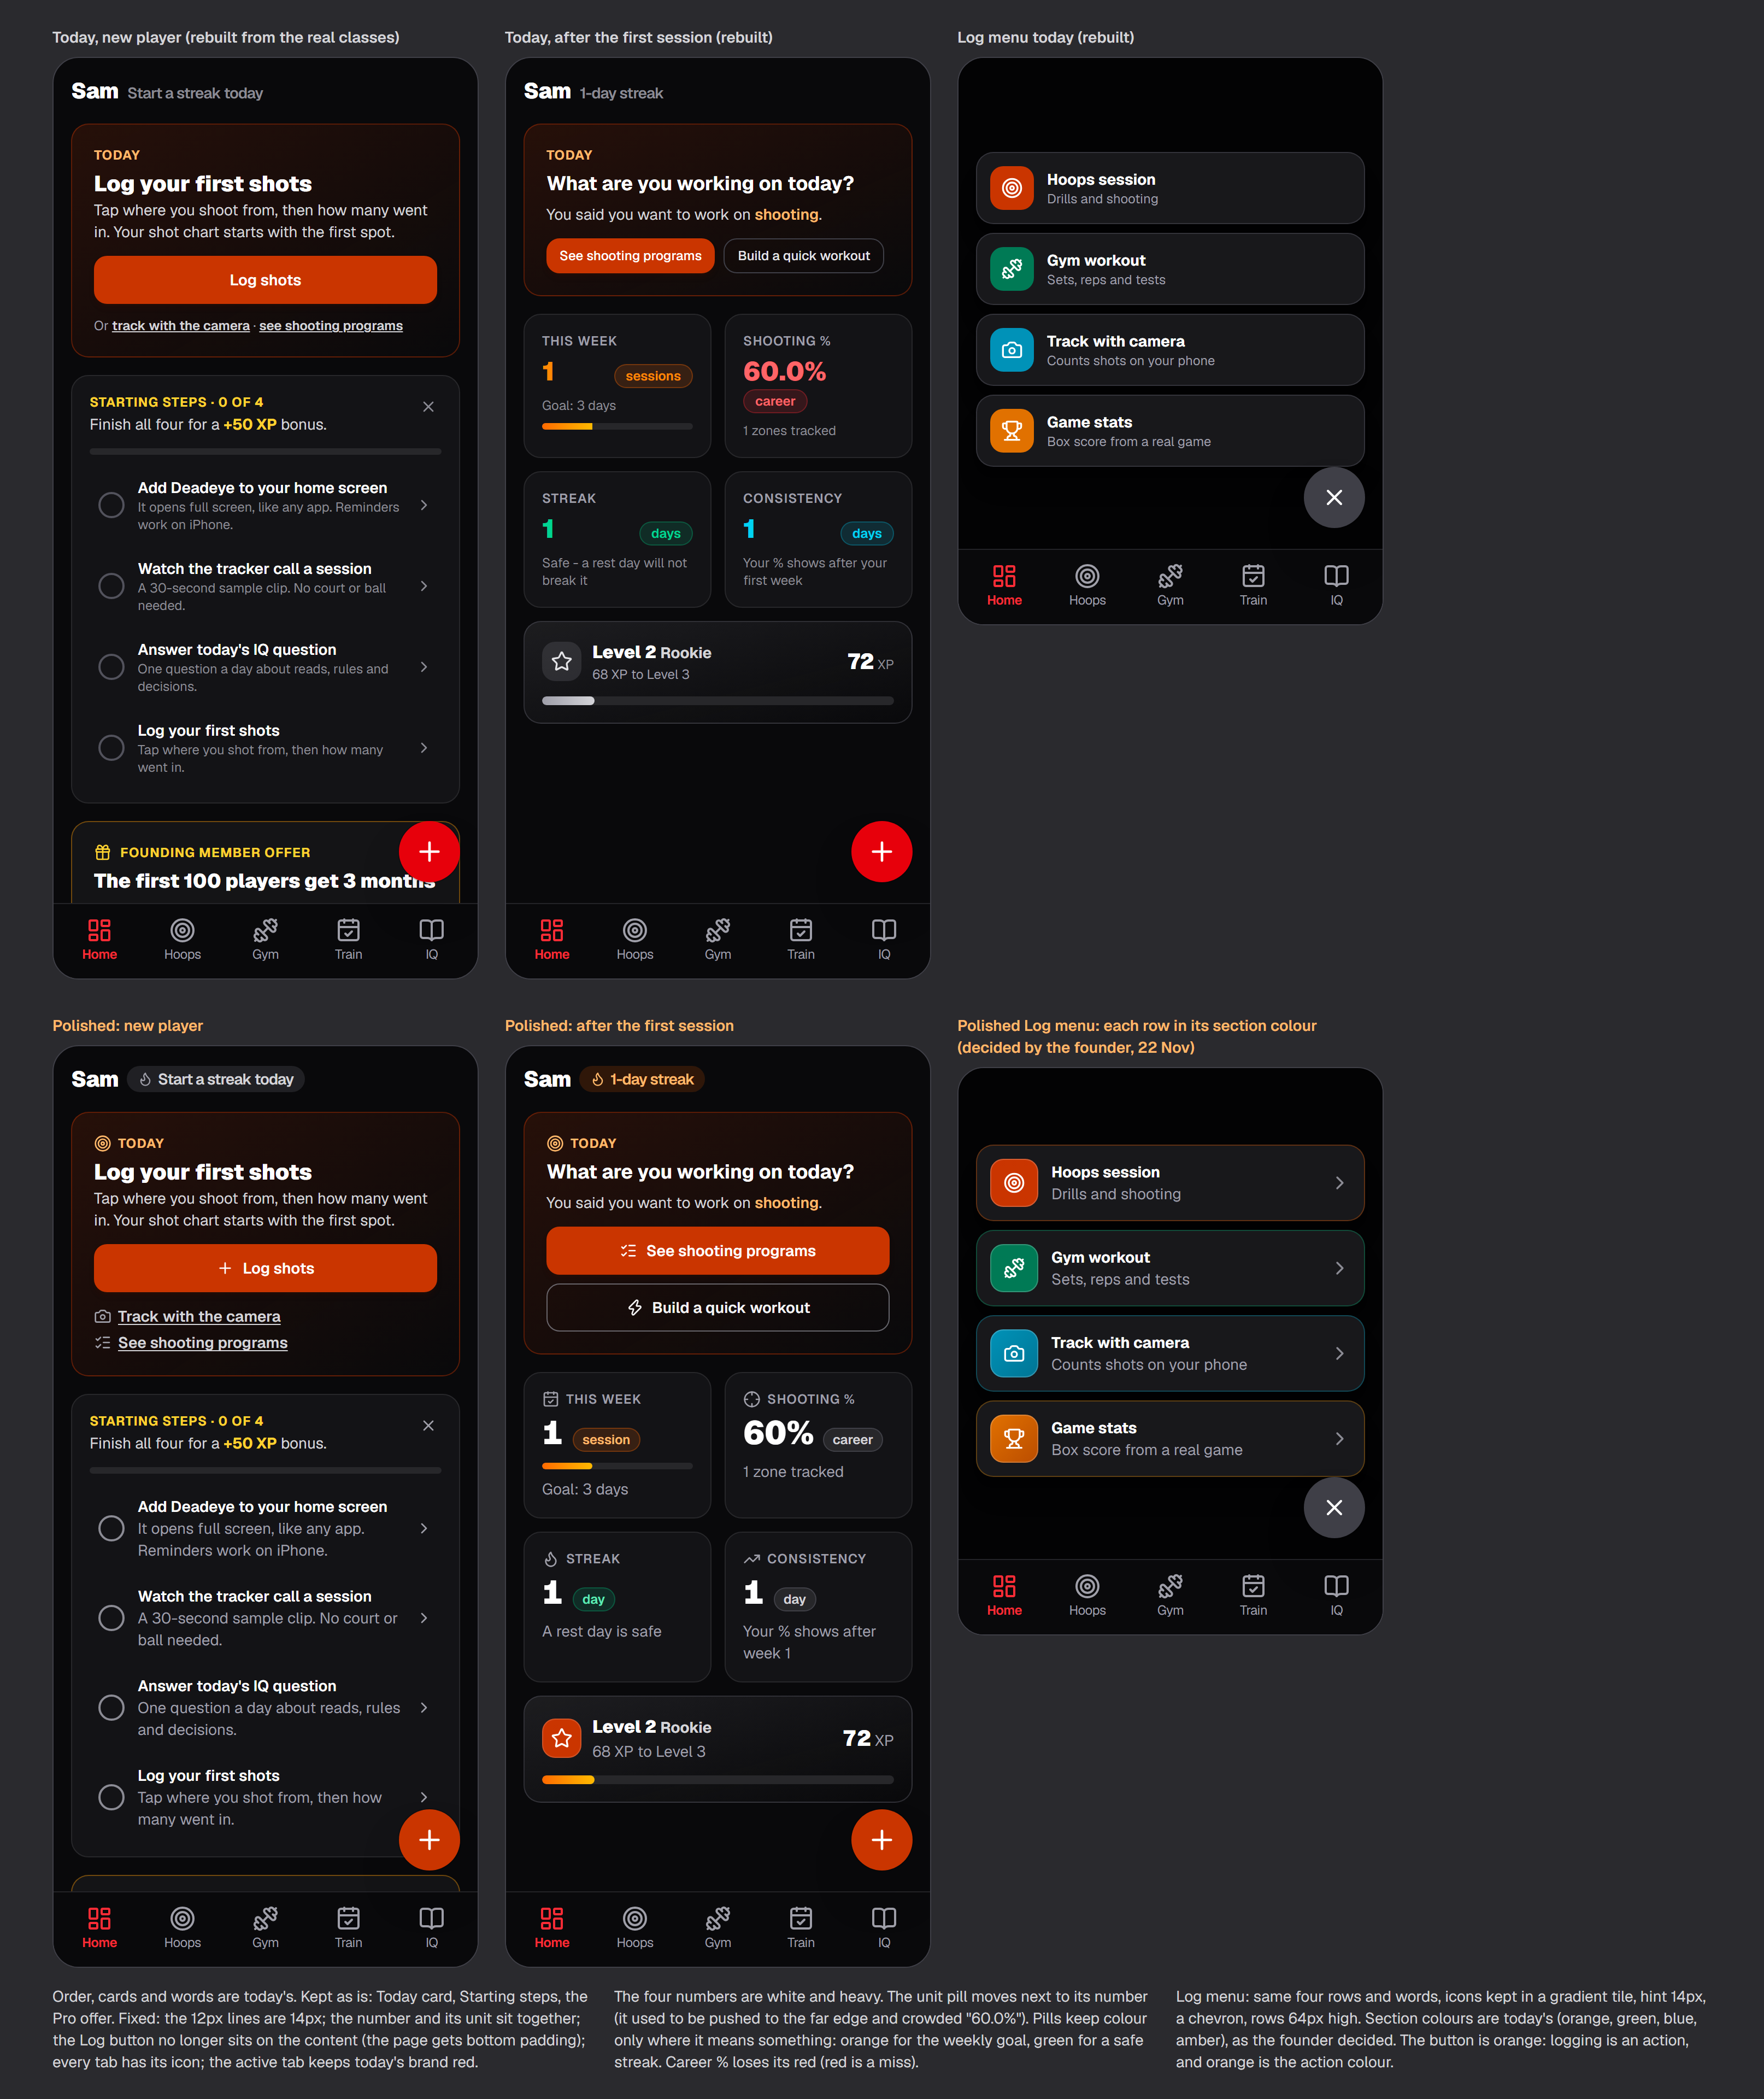 Today, new player (rebuilt from the real classes)
Sam Start a streak today
TODAY
Log your first shots
Tap where you shoot from, then how many went
in. Your shot chart starts with the first spot.
Log shots
Or track with the camera · see shooting programs
STARTING STEPS · 0 OF 4
Finish all four for a +50 XP bonus.
Add Deadeye to your home screen
It opens full screen, like any app. Reminders
work on iPhone.
Watch the tracker call a session
A 30-second sample clip. No court or ball
needed.
Answer today's IQ question
One question a day about reads, rules and
decisions.
Log your first shots
Tap where you shot from, then how many
went in.
FOUNDING MEMBER OFFER
The first 100 players get 3 months
Home Hoops Gym Train IQ
Today, after the first session (rebuilt)
Sam 1-day streak
TODAY
What are you working on today?
You said you want to work on shooting.
See shooting programs Build a quick workout
THIS WEEK
1 sessions
Goal: 3 days
SHOOTING %
60.0%
career
1 zones tracked
STREAK
1 days
Safe - a rest day will not
break it
CONSISTENCY
1 days
Your % shows after your
first week
Level 2 Rookie
68 XP to Level 3
72 XP
Home Hoops Gym Train IQ
Log menu today (rebuilt)
Hoops session
Drills and shooting
Gym workout
Sets, reps and tests
Track with camera
Counts shots on your phone
Game stats
Box score from a real game
Home Hoops Gym Train IQ
Polished: new player
Sam Start a streak today
TODAY
Log your first shots
Tap where you shoot from, then how many went
in. Your shot chart starts with the first spot.
Log shots
Track with the camera
See shooting programs
STARTING STEPS · 0 OF 4
Finish all four for a +50 XP bonus.
Add Deadeye to your home screen
It opens full screen, like any app.
Reminders work on iPhone.
Watch the tracker call a session
A 30-second sample clip. No court or
ball needed.
Answer today's IQ question
One question a day about reads, rules
and decisions.
Log your first shots
Tap where you shot from, then how
many went in.
Home Hoops Gym Train IQ
Polished: after the first session
Sam 1-day streak
TODAY
What are you working on today?
You said you want to work on shooting.
See shooting programs
Build a quick workout
THIS WEEK
1 session
Goal: 3 days
SHOOTING %
60% career
1 zone tracked
STREAK
1 day
A rest day is safe
CONSISTENCY
1 day
Your % shows after
week 1
Level 2 Rookie
68 XP to Level 3
72 XP
Home Hoops Gym Train IQ
Polished Log menu: each row in its section colour
(decided by the founder, 22 Nov)
Hoops session
Drills and shooting
Gym workout
Sets, reps and tests
Track with camera
Counts shots on your phone
Game stats
Box score from a real game
Home Hoops Gym Train IQ
Order, cards and words are today's. Kept as is: Today card, Starting steps, the
Pro offer. Fixed: the 12px lines are 14px; the number and its unit sit together;
the Log button no longer sits on the content (the page gets bottom padding);
every tab has its icon; the active tab keeps today's brand red.
The four numbers are white and heavy. The unit pill moves next to its number
(it used to be pushed to the far edge and crowded "60.0%"). Pills keep colour
only where it means something: orange for the weekly goal, green for a safe
streak. Career % loses its red (red is a miss).
Log menu: same four rows and words, icons kept in a gradient tile, hint 14px,
a chevron, rows 64px high. Section colours are today's (orange, green, blue,
amber), as the founder decided. The button is orange: logging is an action,
and orange is the action colour.